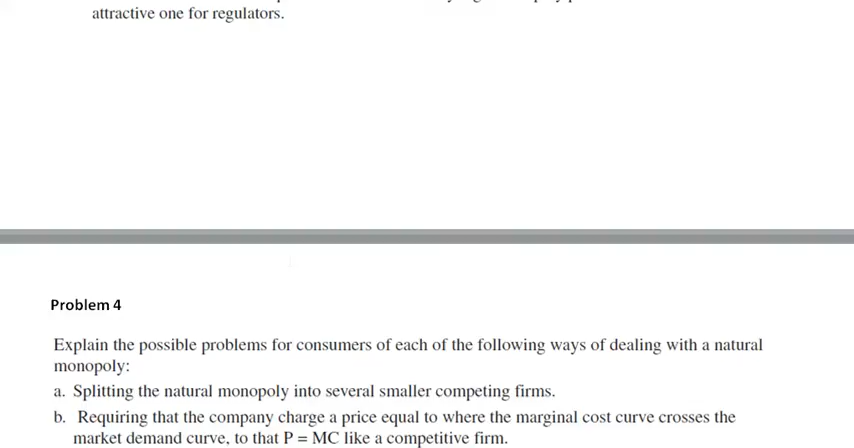 attractive one for regulators.
Problem 4
Explain the possible problems for consumers of each of the following ways of dealing with a natural
monopoly:
a. Splitting the natural monopoly into several smaller competing firms.
b. Requiring that the company charge a price equal to where the marginal cost curve crosses the
market demand curve, to that P = MC like a competitive firm.